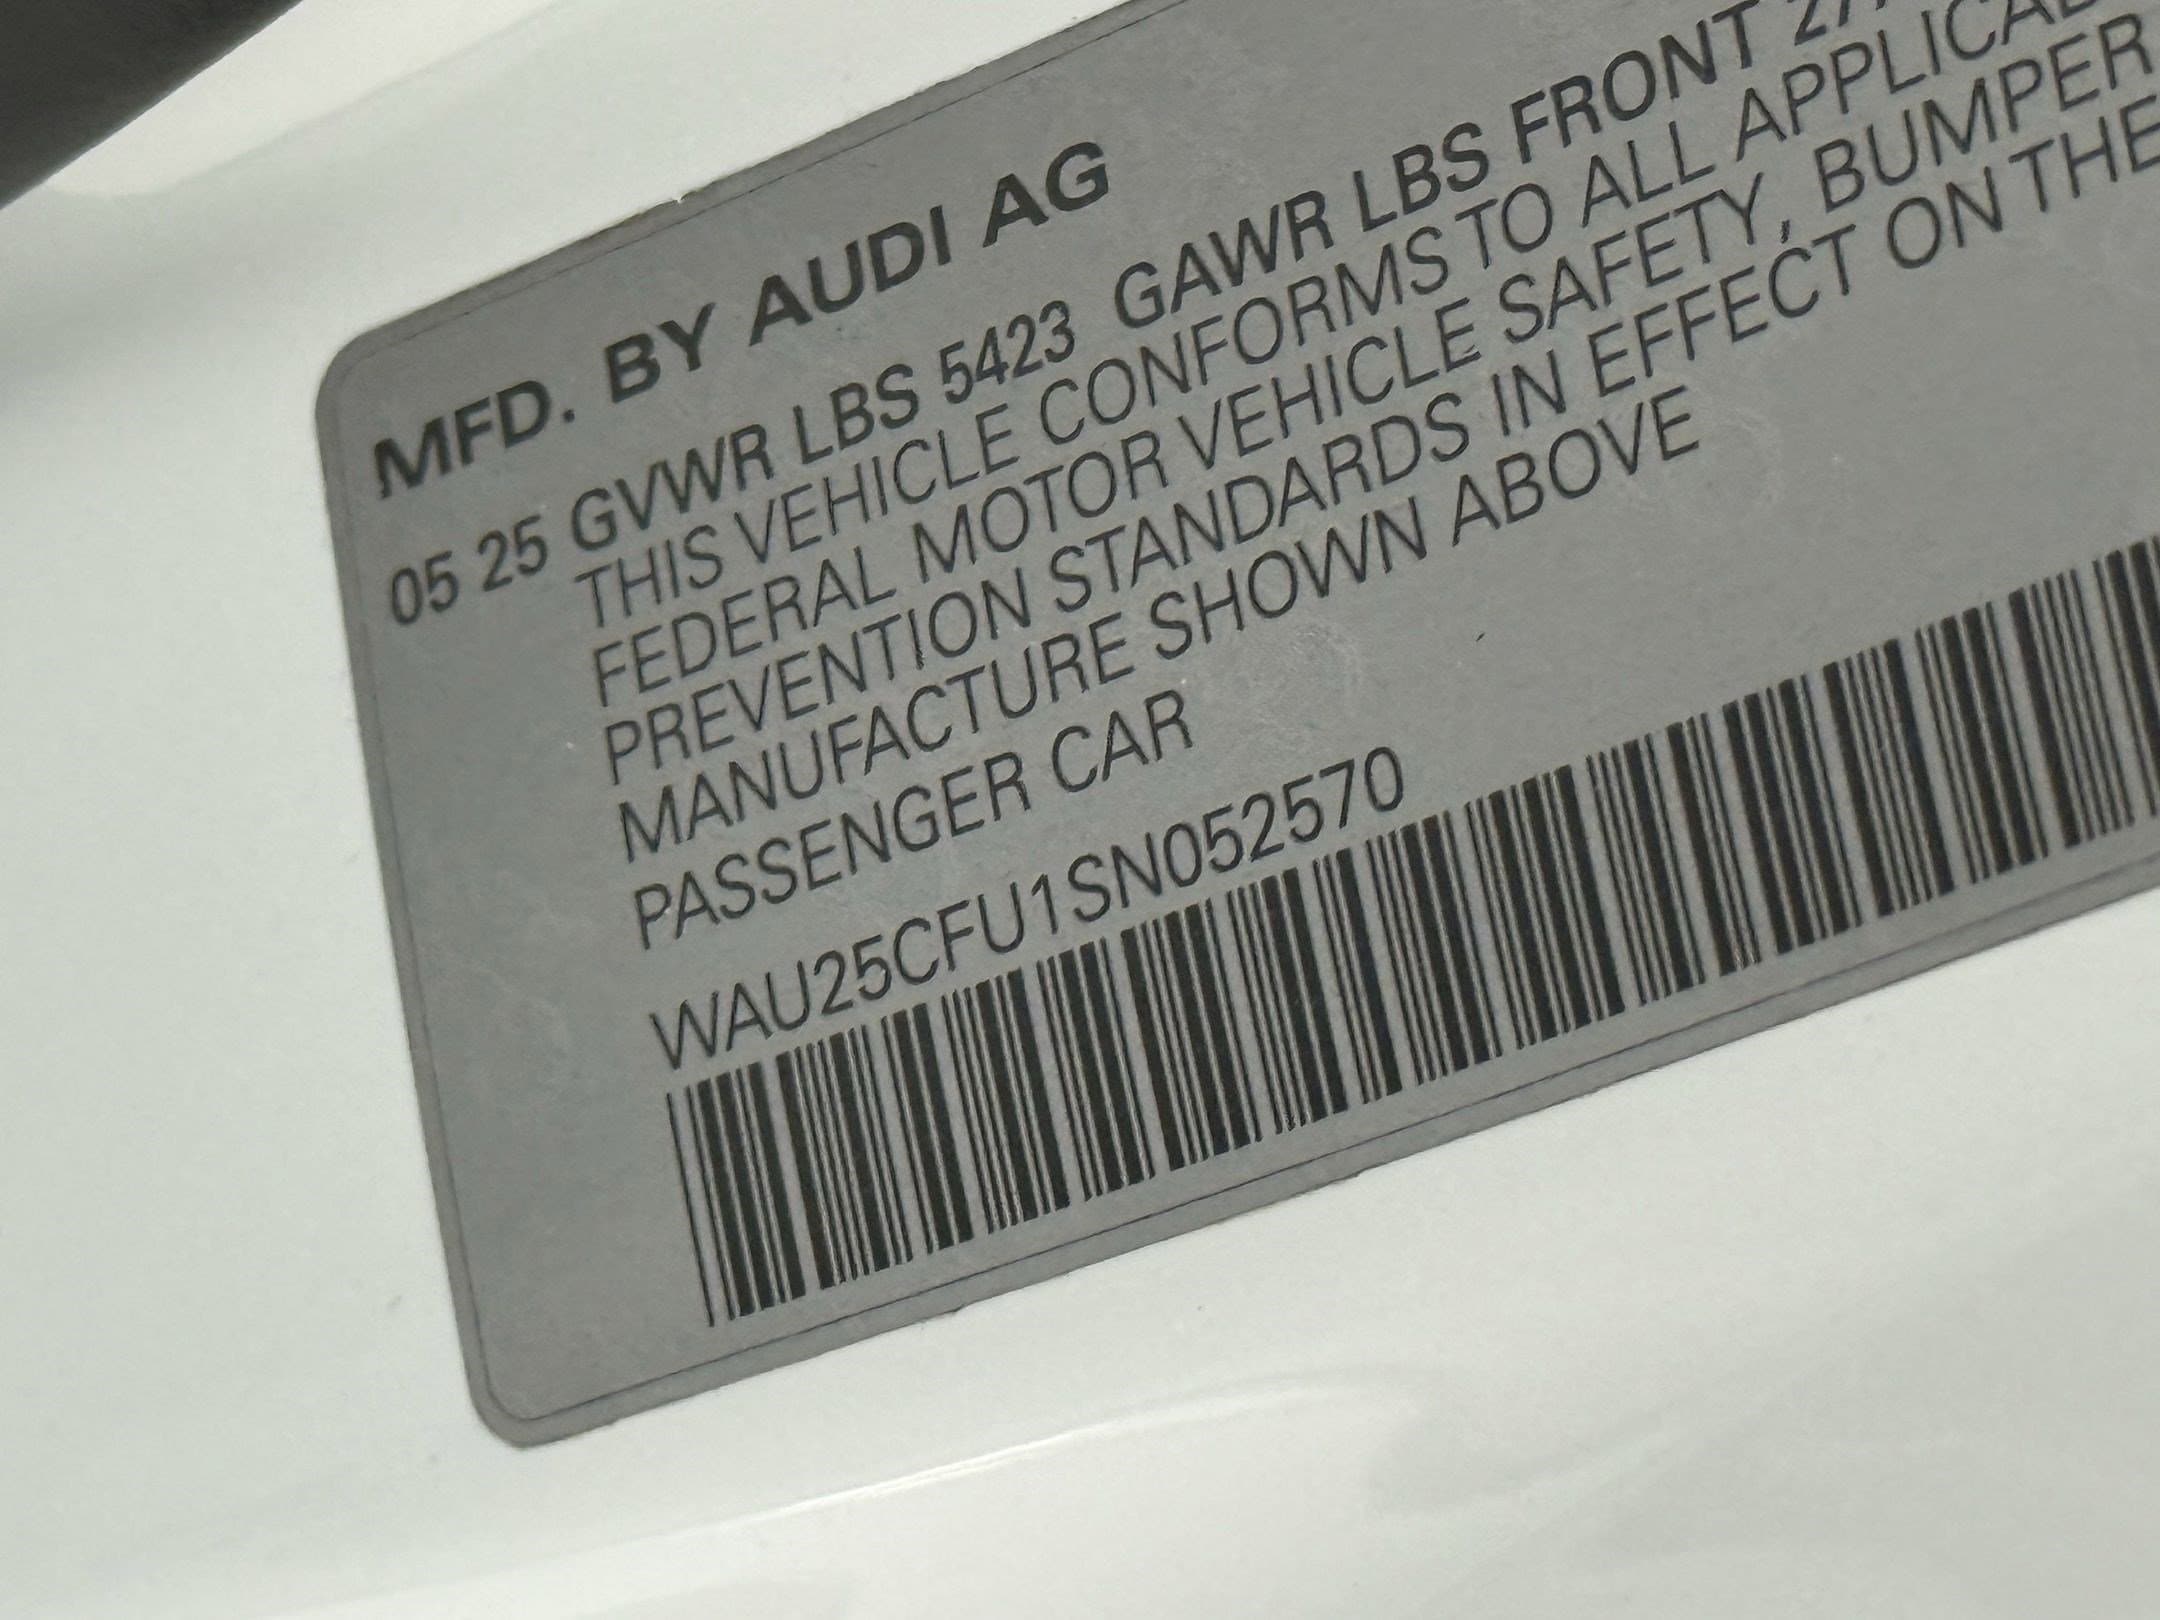 MFD. BY AUDI AG
05 25 GVWR LBS 5423 GAWR LBS FRONT
THIS VEHICLE CONFORMS TO ALL
FEDERAL MOTOR VEHICLE SAFETY, BUMPER
PREVENTION STANDARDS IN EFFECT ON THE
MANUFACTURE SHOWN ABOVE
PASSENGER CAR
WAU25CFU1SN052570